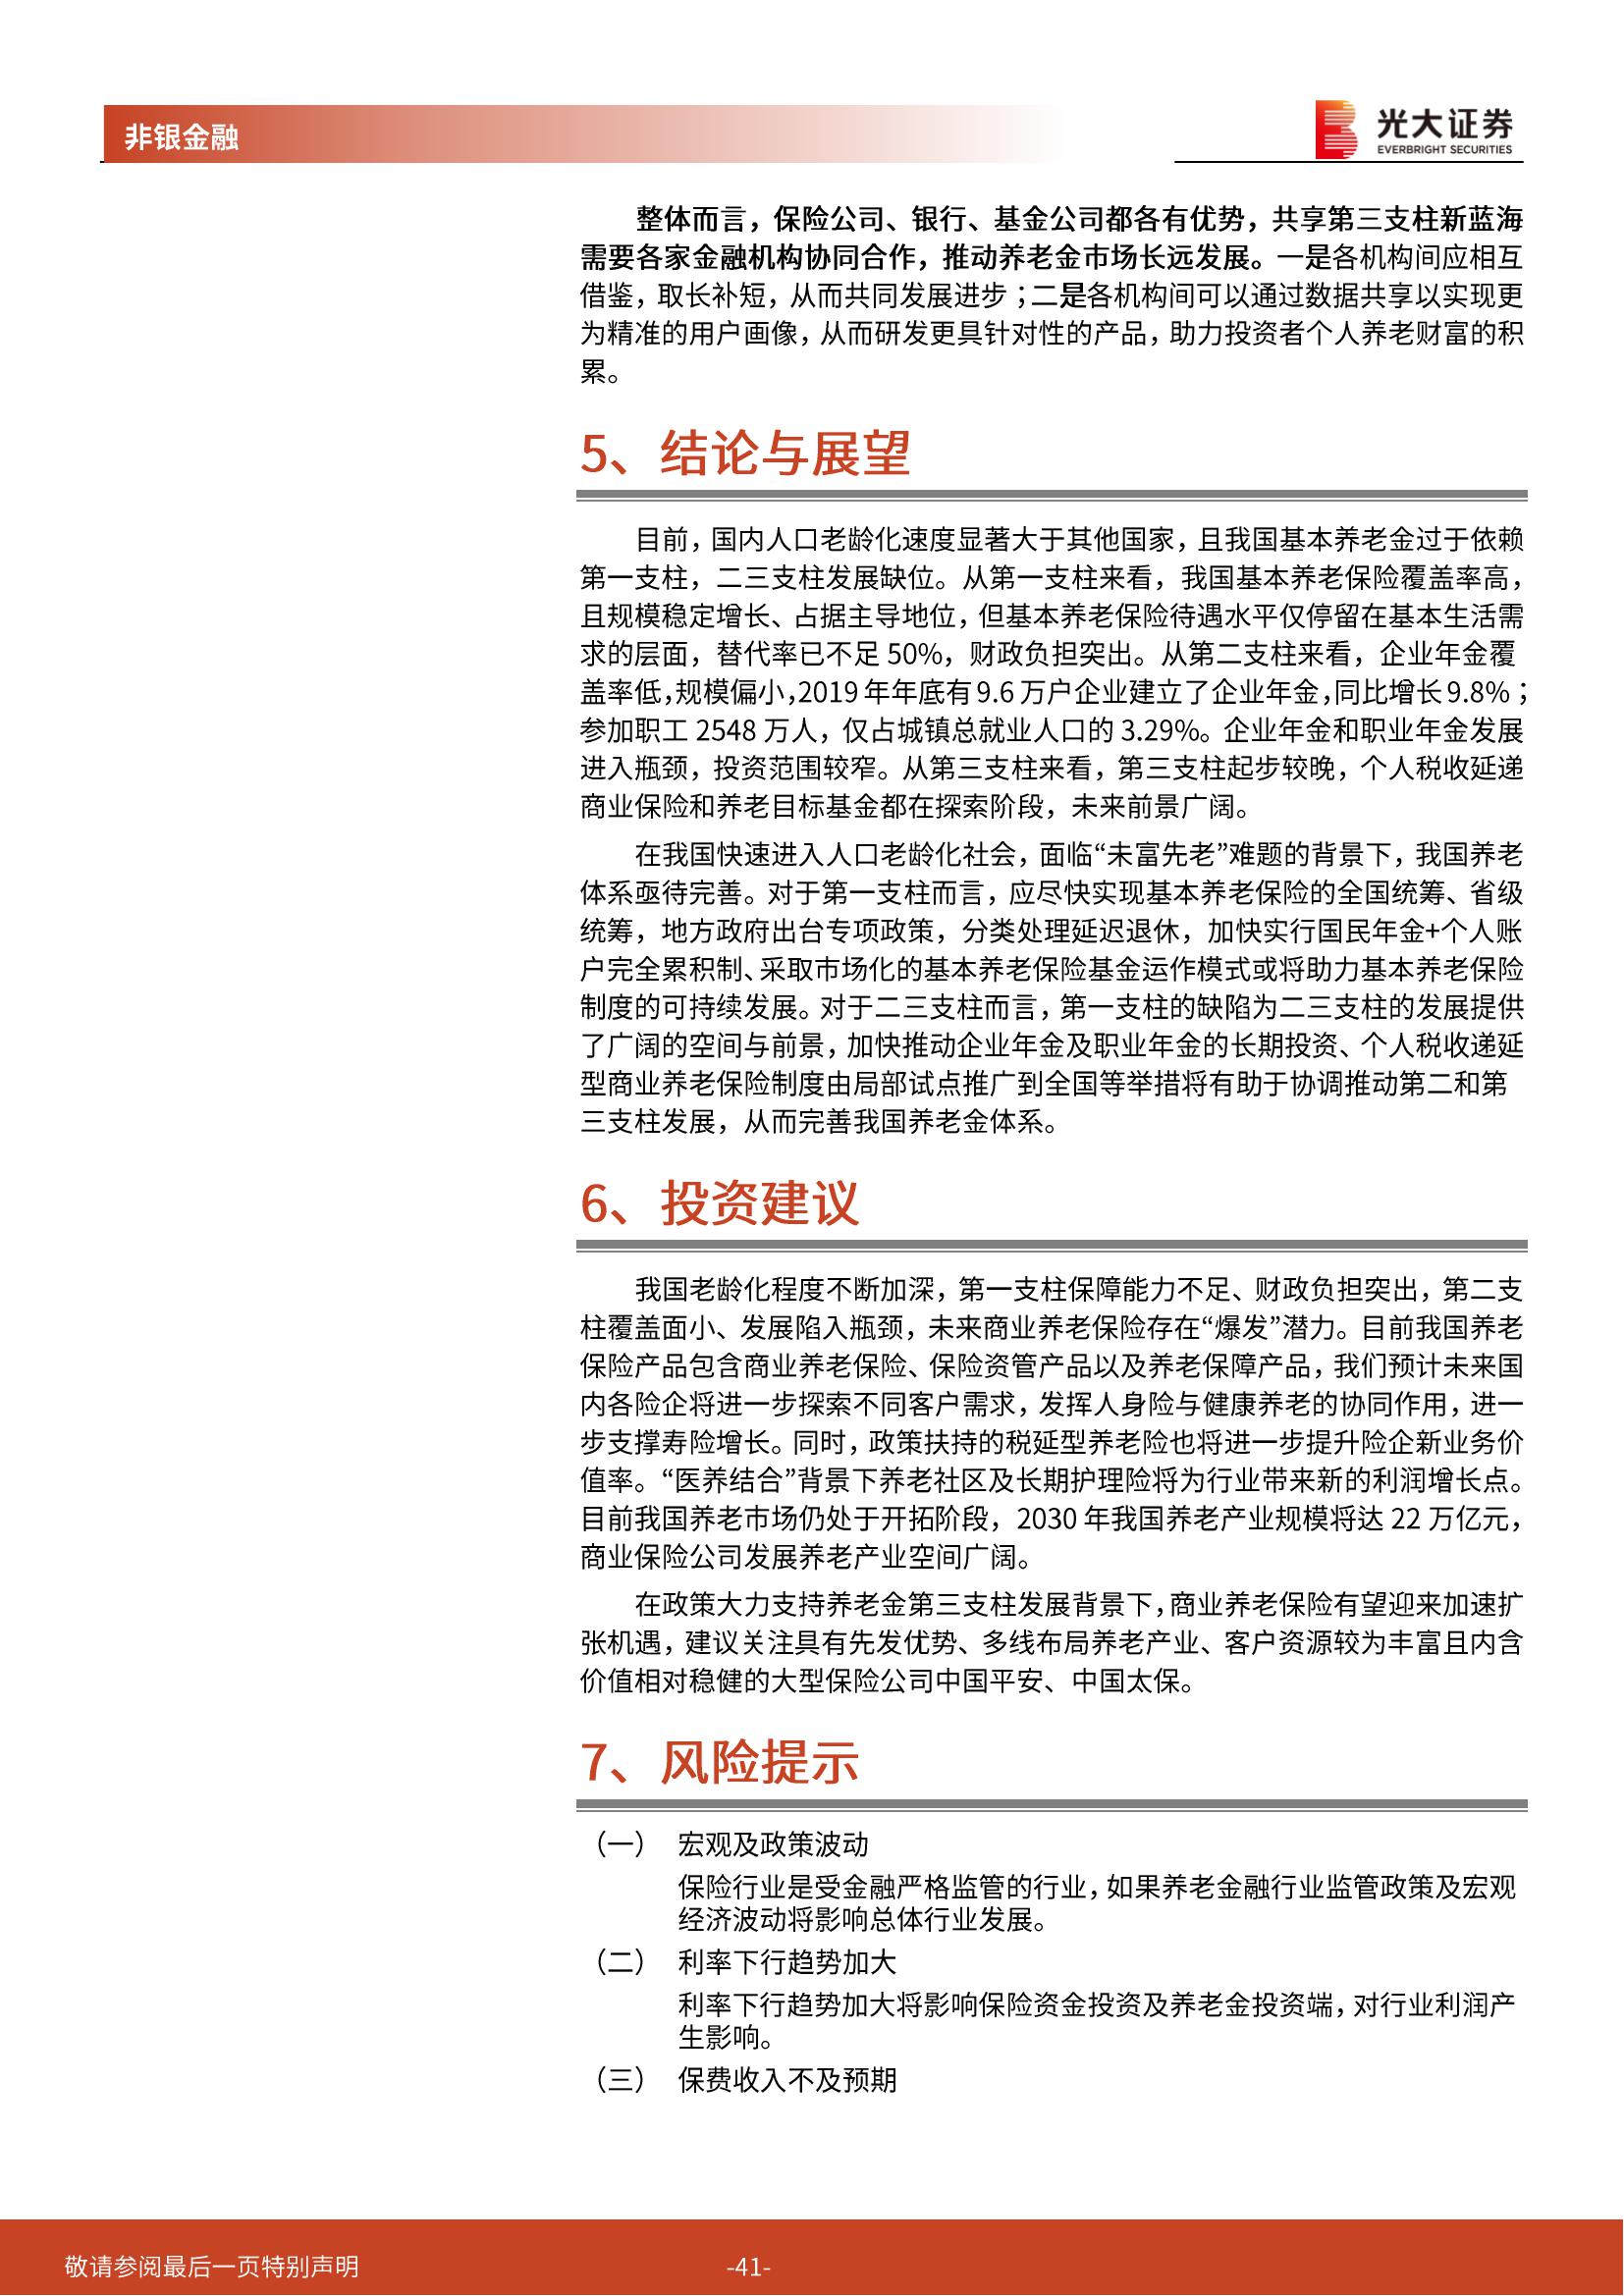 非银金融
光大证券
EVERBRIGHT SECURITIES
整体而言，保险公司、银行、基金公司都各有优势，共享第三支柱新蓝海
需要各家金融机构协同合作，推动养老金市场长远发展。一是各机构间应相互
借鉴，取长补短，从而共同发展进步；二是各机构间可以通过数据共享以实现更
为精准的用户画像，从而研发更具针对性的产品，助力投资者个人养老财富的积
累。
5、结论与展望
目前，国内人口老龄化速度显著大于其他国家，且我国基本养老金过于依赖
第一支柱，二三支柱发展缺位。从第一支柱来看，我国基本养老保险覆盖率高，
且规模稳定增长、占据主导地位，但基本养老保险待遇水平仅停留在基本生活需
求的层面，替代率已不足 50%，财政负担突出。从第二支柱来看，企业年金覆
盖率低，规模偏小，2019 年年底有 9.6 万户企业建立了企业年金，同比增长 9.8%；
参加职工 2548 万人，仅占城镇总就业人口的 3.29%。企业年金和职业年金发展
进入瓶颈，投资范围较窄。从第三支柱来看，第三支柱起步较晚，个人税收延递
商业保险和养老目标基金都在探索阶段，未来前景广阔。
在我国快速进入人口老龄化社会，面临“未富先老”难题的背景下，我国养老
体系亟待完善。对于第一支柱而言，应尽快实现基本养老保险的全国统筹、省级
统筹，地方政府出台专项政策，分类处理延迟退休，加快实行国民年金+个人账
户完全累积制、采取市场化的基本养老保险基金运作模式或将助力基本养老保险
制度的可持续发展。对于二三支柱而言，第一支柱的缺陷为二三支柱的发展提供
了广阔的空间与前景，加快推动企业年金及职业年金的长期投资、个人税收递延
型商业养老保险制度由局部试点推广到全国等举措将有助于协调推动第二和第
三支柱发展，从而完善我国养老金体系。
6、投资建议
我国老龄化程度不断加深，第一支柱保障能力不足、财政负担突出，第二支
柱覆盖面小、发展陷入瓶颈，未来商业养老保险存在“爆发”潜力。目前我国养老
保险产品包含商业养老保险、保险资管产品以及养老保障产品，我们预计未来国
内各险企将进一步探索不同客户需求，发挥人身险与健康养老的协同作用，进一
步支撑寿险增长。同时，政策扶持的税延型养老险也将进一步提升险企新业务价
值率。“医养结合”背景下养老社区及长期护理险将为行业带来新的利润增长点。
目前我国养老市场仍处于开拓阶段，2030 年我国养老产业规模将达 22 万亿元，
商业保险公司发展养老产业空间广阔。
在政策大力支持养老金第三支柱发展背景下，商业养老保险有望迎来加速扩
张机遇，建议关注具有先发优势、多线布局养老产业、客户资源较为丰富且内含
价值相对稳健的大型保险公司中国平安、中国太保。
7、风险提示
（一） 宏观及政策波动
保险行业是受金融严格监管的行业，如果养老金融行业监管政策及宏观
经济波动将影响总体行业发展。
（二） 利率下行趋势加大
利率下行趋势加大将影响保险资金投资及养老金投资端，对行业利润产
生影响。
（三） 保费收入不及预期
敬请参阅最后一页特别声明
-41-